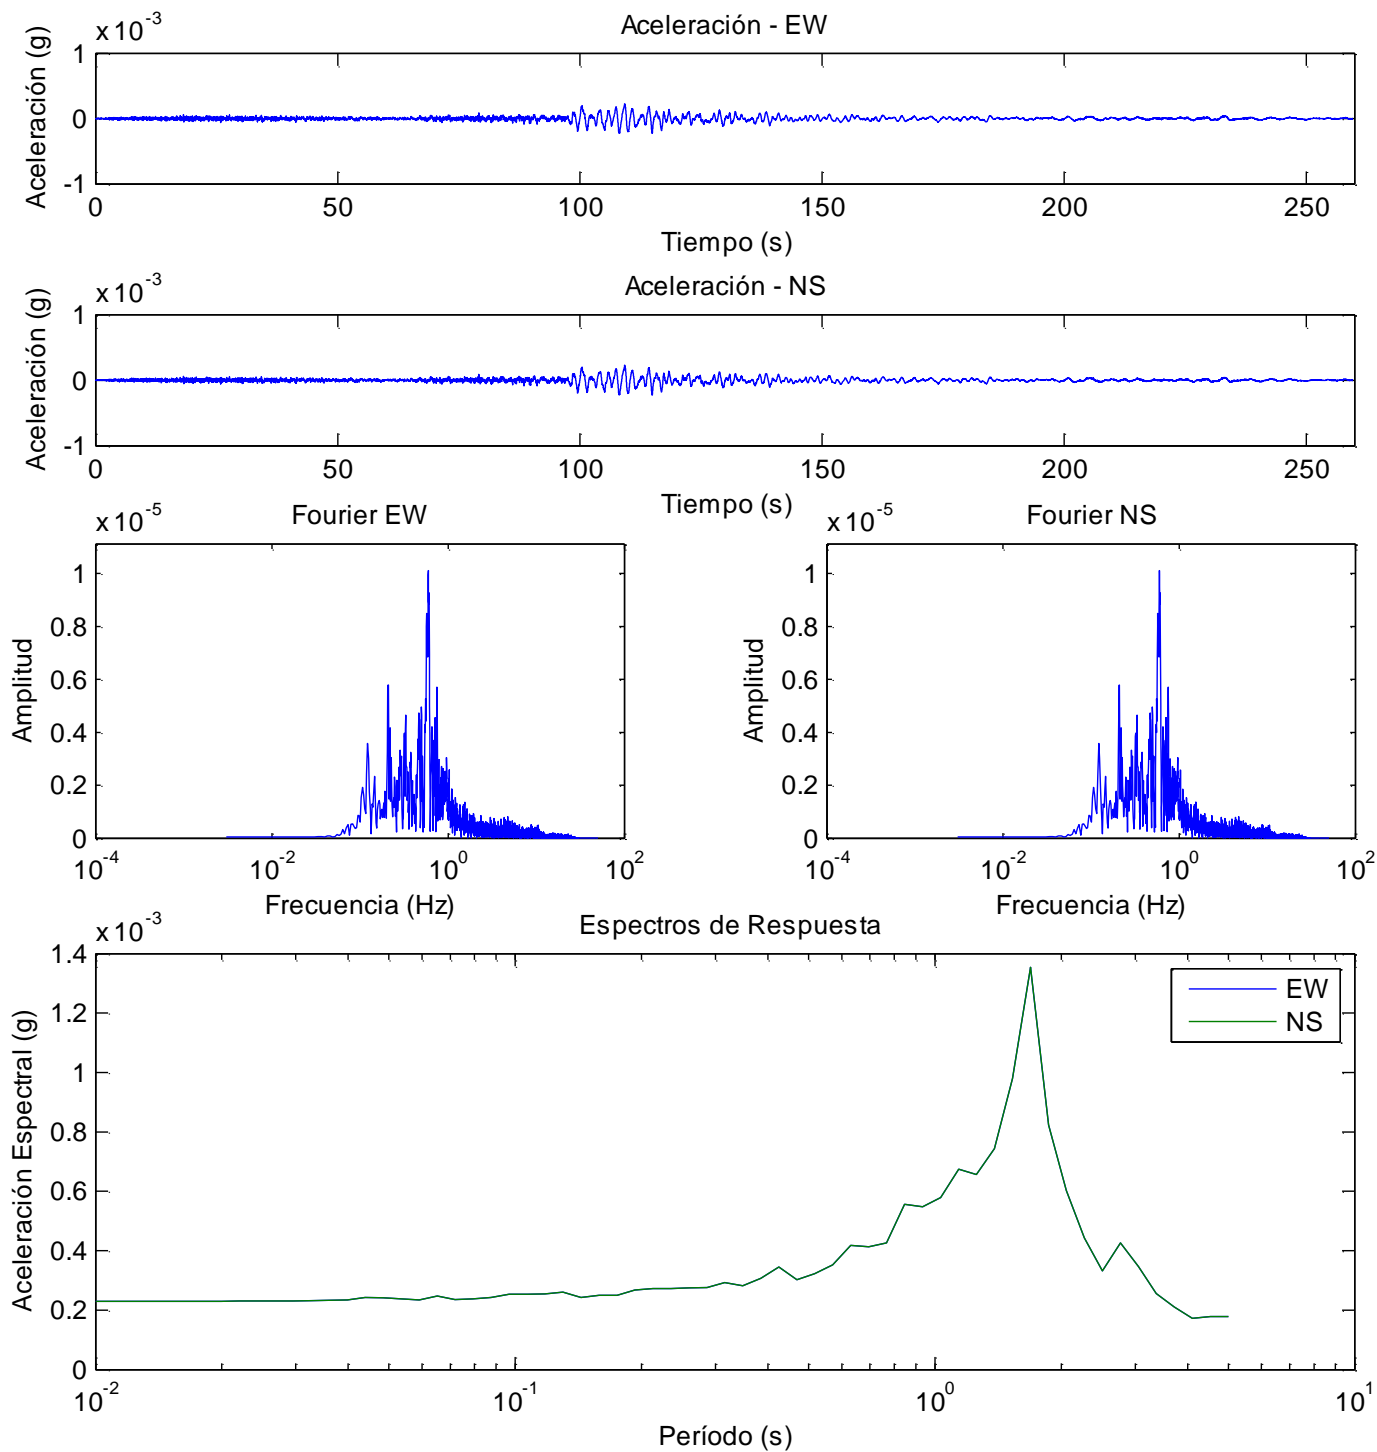 x 10^-3
Aceleración - EW
Aceleración (g)
1
0
-1
0 50 100 150 200 250
Tiempo (s)
x 10^-3
Aceleración - NS
Aceleración (g)
1
0
-1
0 50 100 150 200 250
Tiempo (s)
x 10^-5
Fourier EW
Amplitud
1
0.8
0.6
0.4
0.2
0
10^-4 10^-2 10^0 10^2
Frecuencia (Hz)
x 10^-5
Fourier NS
Amplitud
1
0.8
0.6
0.4
0.2
0
10^-4 10^-2 10^0 10^2
Frecuencia (Hz)
x 10^-3
Espectros de Respuesta
Aceleración Espectral (g)
1.4
1.2
1
0.8
0.6
0.4
0.2
0
EW
NS
10^-2 10^-1 10^0 10^1
Período (s)